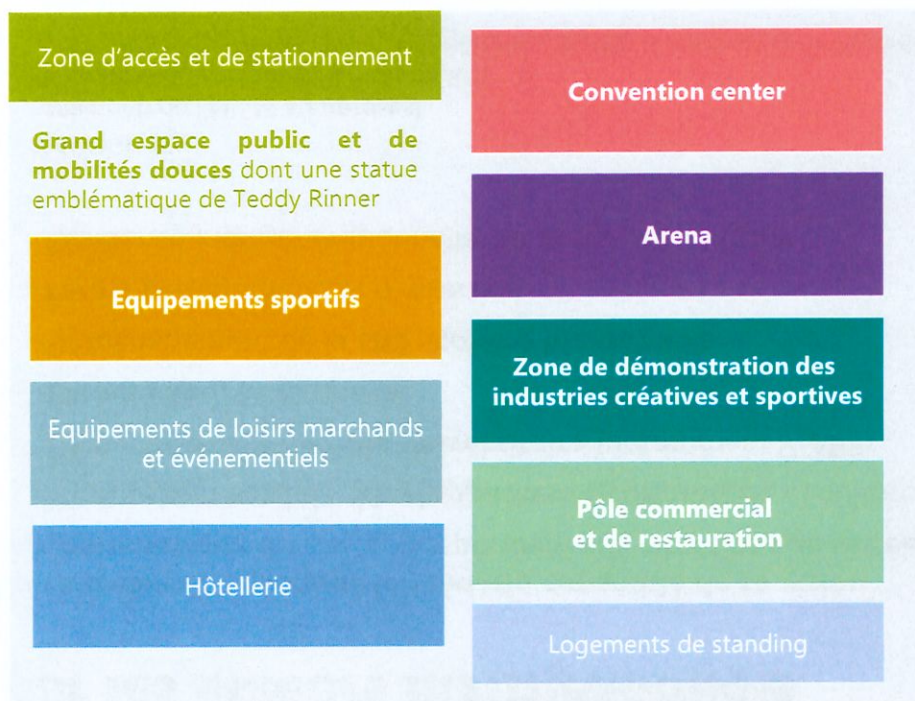 Zone d'accès et de stationnement
Grand espace public et de
mobilités douces dont une statue
emblématique de Teddy Rinner
Equipements sportifs
Equipements de loisirs marchands
et événementiels
Hôtellerie
Convention center
Arena
Zone de démonstration des
industries créatives et sportives
Pôle commercial
et de restauration
Logements de standing